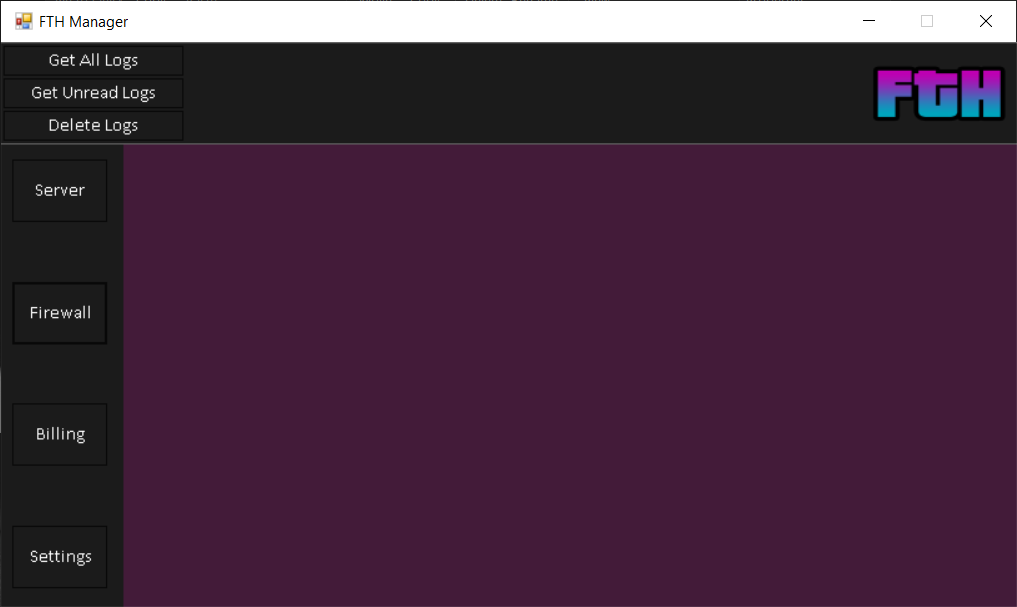 FTH Manager
Get All Logs
Get Unread Logs
Delete Logs
FtH
Server
Firewall
Billing
Settings